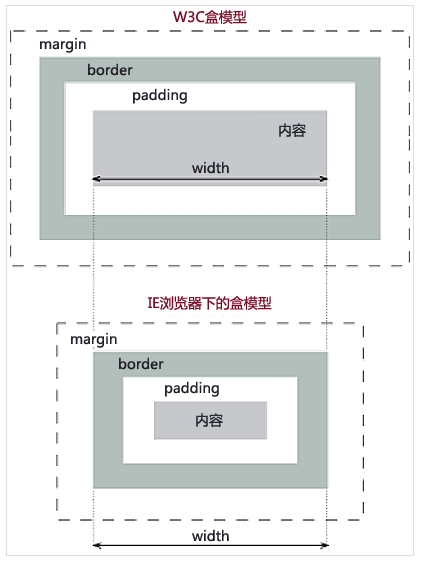 W3C盒模型
margin
border
padding
内容
width
IE浏览器下的盒模型
margin
border
padding
内容
width